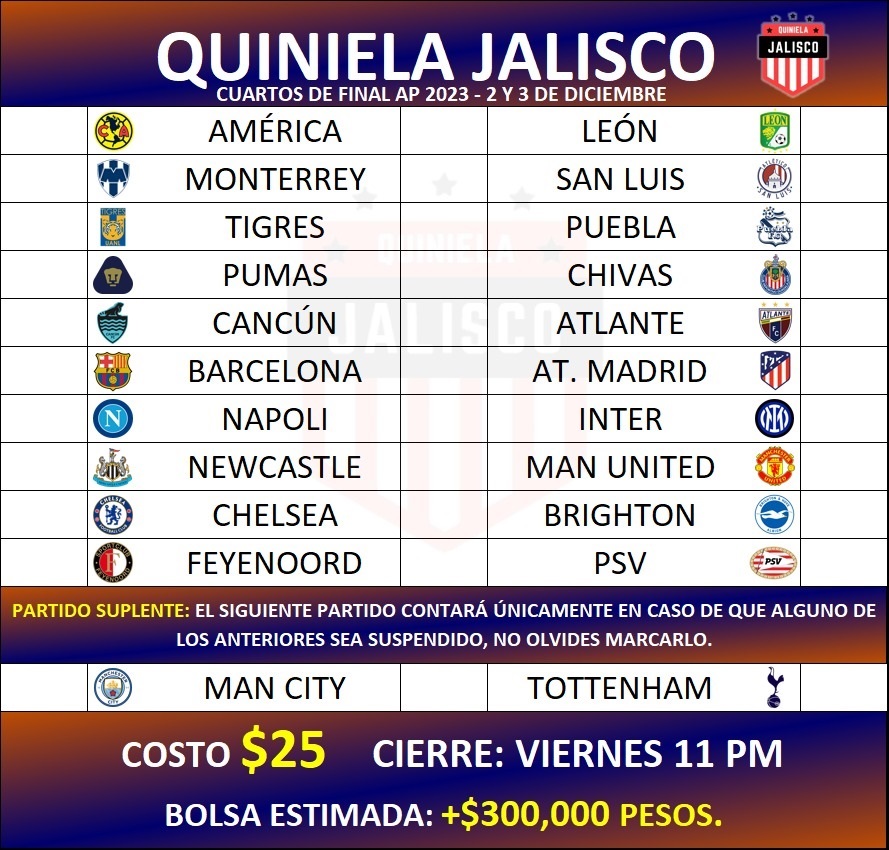 QUINIELA JALISCO
QUINIELA
JALISCO
CUARTOS DE FINAL AP 2023 - 2 Y 3 DE DICIEMBRE
AMÉRICA LEÓN
MONTERREY SAN LUIS
TIGRES PUEBLA
PUMAS CHIVAS
CANCÚN ATLANTE
BARCELONA AT. MADRID
NAPOLI INTER
NEWCASTLE MAN UNITED
CHELSEA BRIGHTON
FEYENOORD PSV
QUINIELA
JALISCO
PARTIDO SUPLENTE: EL SIGUIENTE PARTIDO CONTARÁ ÚNICAMENTE EN CASO DE QUE ALGUNO DE
LOS ANTERIORES SEA SUSPENDIDO, NO OLVIDES MARCARLO.
MAN CITY TOTTENHAM
COSTO $25 CIERRE: VIERNES 11 PM
BOLSA ESTIMADA: +$300,000 PESOS.